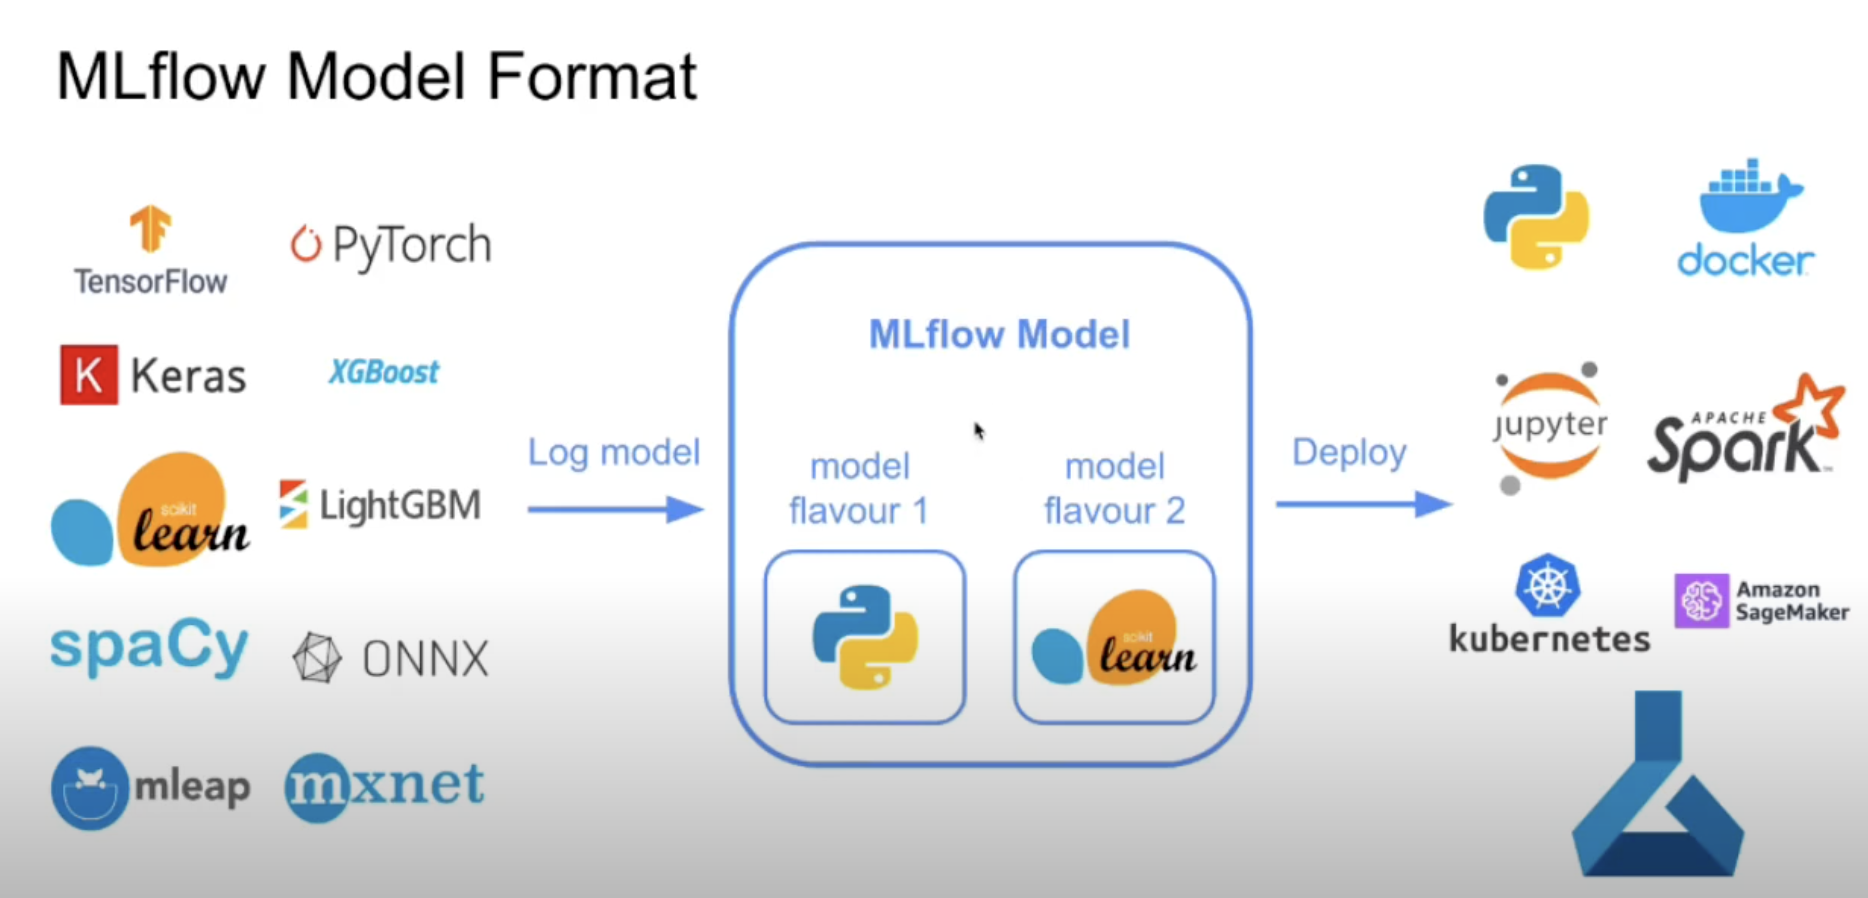 MLflow Model Format
TensorFlow
PyTorch
K Keras
XGBoost
scikit
learn
LightGBM
spaCy
ONNX
mleap
mxnet
Log model
MLflow Model
model
flavour 1
model
flavour 2
scikit
learn
Deploy
docker
jupyter
APACHE
Spark
kubernetes
Amazon
SageMaker